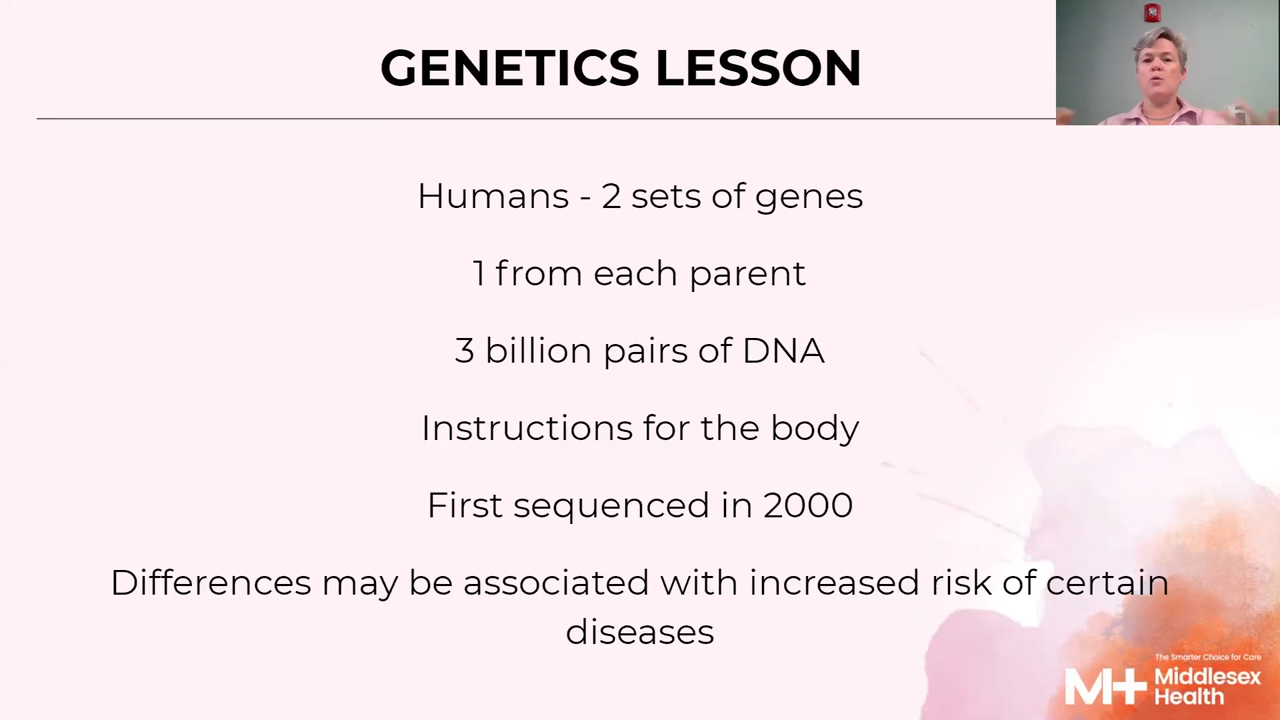 GENETICS LESSON
Humans - 2 sets of genes
1 from each parent
3 billion pairs of DNA
Instructions for the body
First sequenced in 2000
Differences may be associated with increased risk of certain
diseases
The Smarter Choice for Care
M+ Middlesex
Health